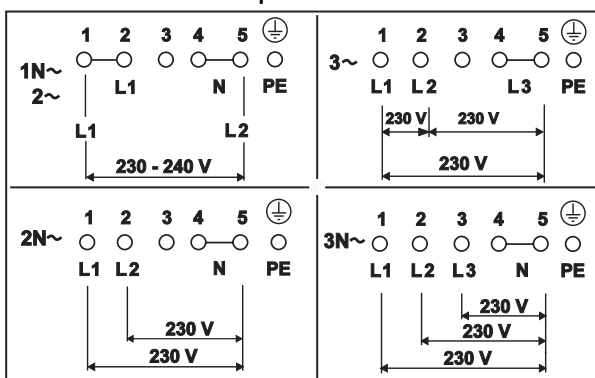 1 2 3 4 5
1N~
2~
L1 N PE
L1 L2
230 - 240 V
1 2 3 4 5
3~
L1 L2 L3 PE
230 V 230 V
230 V
1 2 3 4 5
2N~
L1 L2 N PE
230 V
230 V
1 2 3 4 5
3N~
L1 L2 L3 N PE
230 V
230 V
230 V